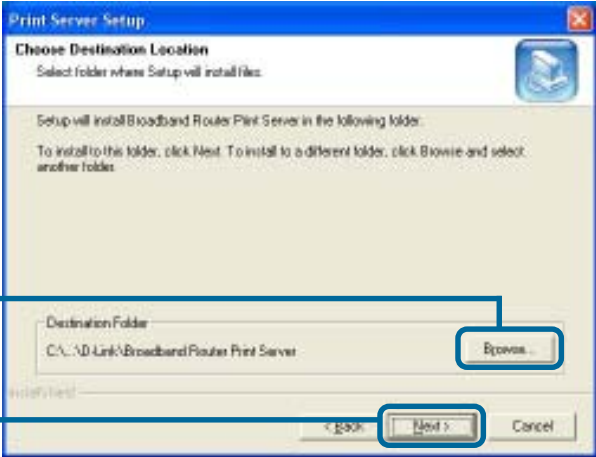 Print Server Setup
Choose Destination Location
Select folder where Setup will install files.
Setup will install Broadband Router Print Server in the following folder.
To install to this folder, click Next. To install to a different folder, click Browse and select
another folder.
Destination Folder
C:\...\D-Link\Broadband Router Print Server
Browse...
InstallShield
< Back
Next >
Cancel